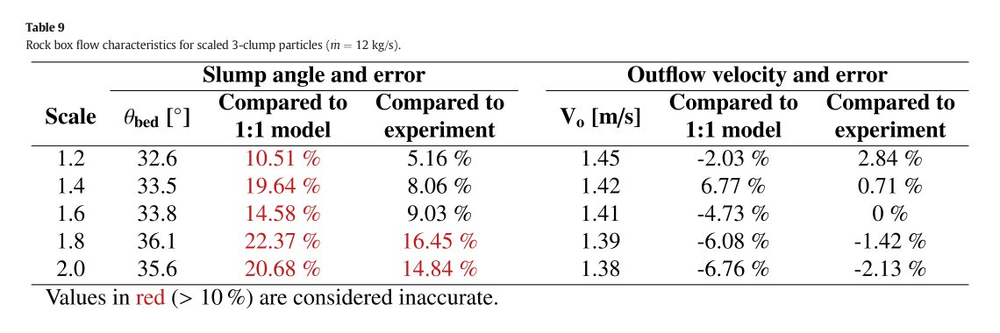 Table 9
Rock box flow characteristics for scaled 3-clump particles (ṁ = 12 kg/s).
Slump angle and error Outflow velocity and error
Scale θbed [°] Compared to 1:1 model Compared to experiment Vo [m/s] Compared to 1:1 model Compared to experiment
1.2 32.6 10.51 % 5.16 % 1.45 -2.03 % 2.84 %
1.4 33.5 19.64 % 8.06 % 1.42 6.77 % 0.71 %
1.6 33.8 14.58 % 9.03 % 1.41 -4.73 % 0 %
1.8 36.1 22.37 % 16.45 % 1.39 -6.08 % -1.42 %
2.0 35.6 20.68 % 14.84 % 1.38 -6.76 % -2.13 %
Values in red (> 10 %) are considered inaccurate.